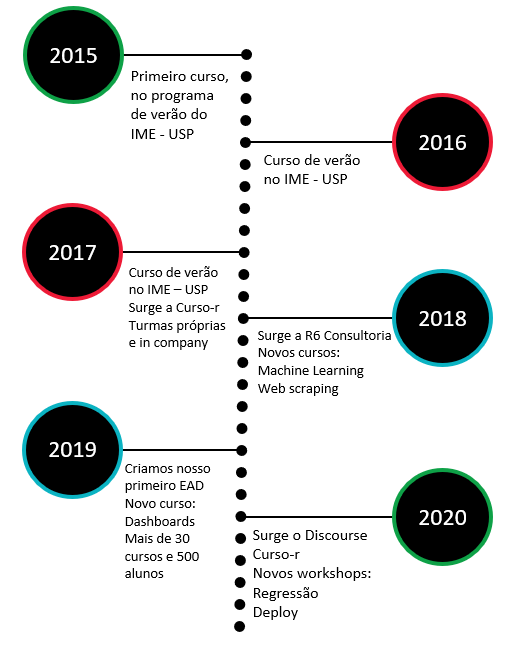 2015
Primeiro curso,
no programa
de verão do
IME - USP
2016
Curso de verão
no IME - USP
2017
Curso de verão
no IME – USP
Surge a Curso-r
Turmas próprias
e in company
2018
Surge a R6 Consultoria
Novos cursos:
Machine Learning
Web scraping
2019
Criamos nosso
primeiro EAD
Novo curso:
Dashboards
Mais de 30
cursos e 500
alunos
2020
Surge o Discourse
Curso-r
Novos workshops:
Regressão
Deploy